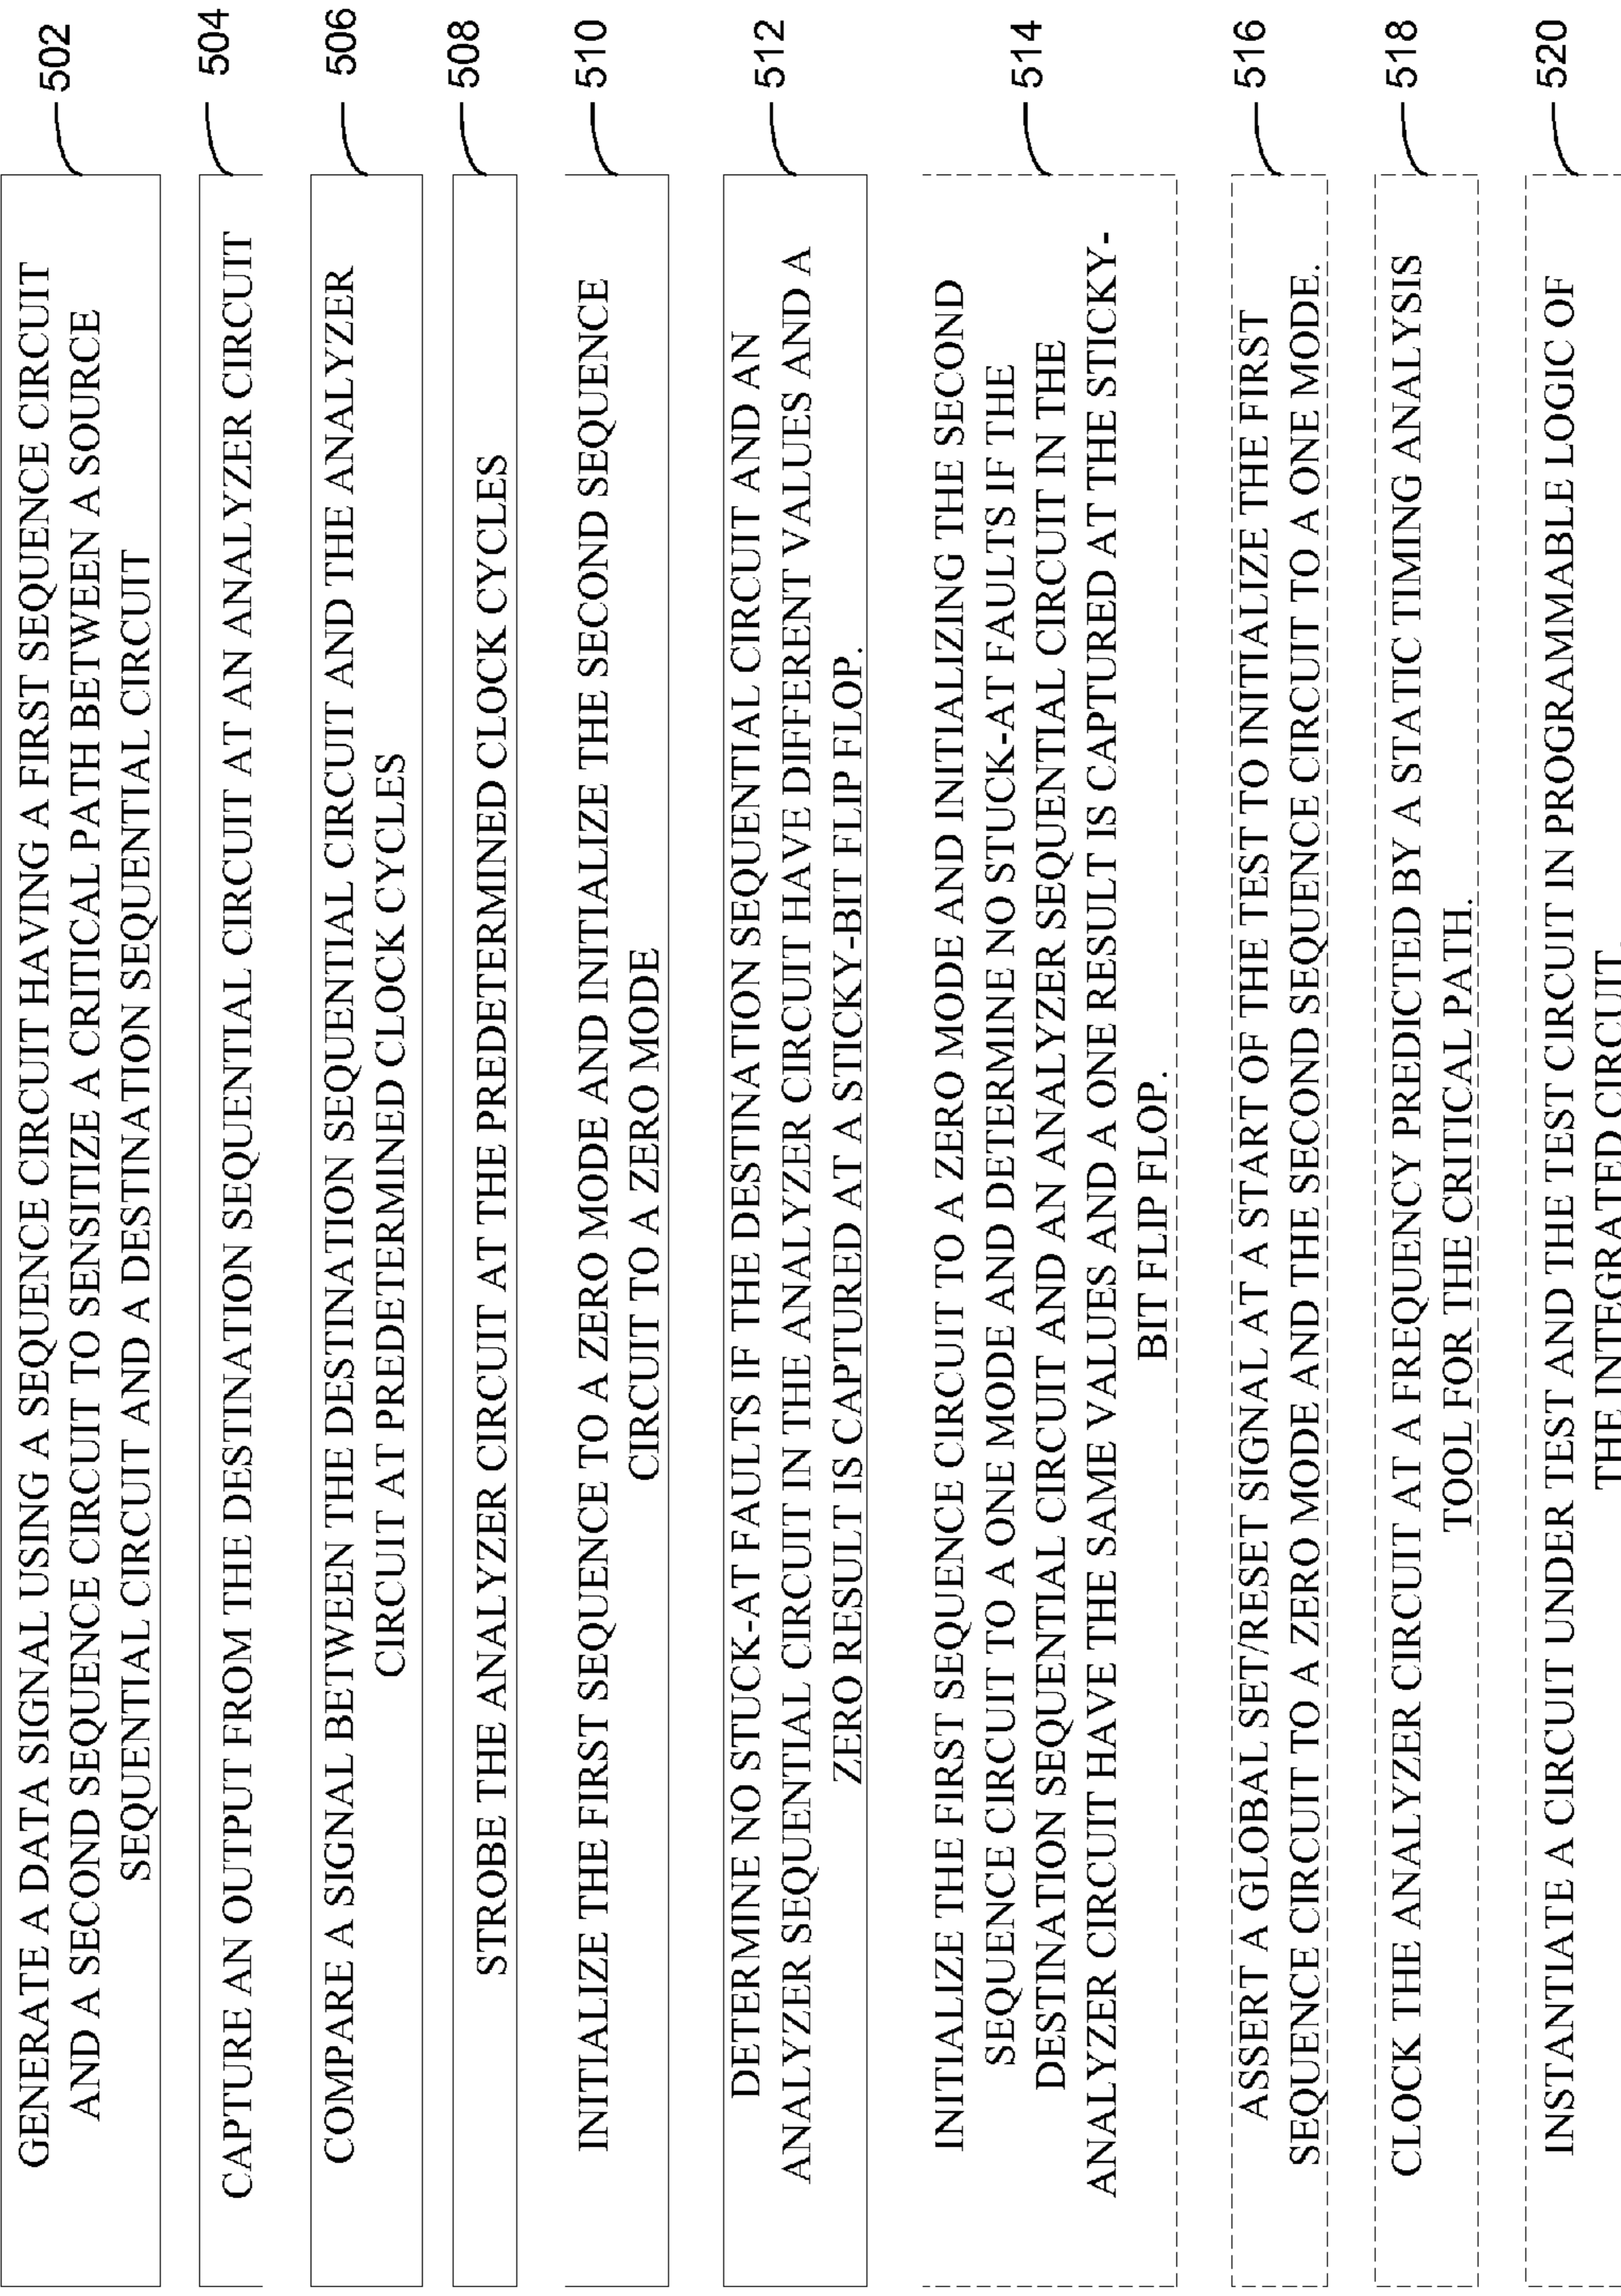 GENERATE A DATA SIGNAL USING A SEQUENCE CIRCUIT HAVING A FIRST SEQUENCE CIRCUIT
AND A SECOND SEQUENCE CIRCUIT TO SENSITIZE A CRITICAL PATH BETWEEN A SOURCE
SEQUENTIAL CIRCUIT AND A DESTINATION SEQUENTIAL CIRCUIT
502
CAPTURE AN OUTPUT FROM THE DESTINATION SEQUENTIAL CIRCUIT AT AN ANALYZER CIRCUIT
504
COMPARE A SIGNAL BETWEEN THE DESTINATION SEQUENTIAL CIRCUIT AND THE ANALYZER
CIRCUIT AT PREDETERMINED CLOCK CYCLES
506
STROBE THE ANALYZER CIRCUIT AT THE PREDETERMINED CLOCK CYCLES
508
INITIALIZE THE FIRST SEQUENCE TO A ZERO MODE AND INITIALIZE THE SECOND SEQUENCE
CIRCUIT TO A ZERO MODE
510
DETERMINE NO STUCK-AT FAULTS IF THE DESTINATION SEQUENTIAL CIRCUIT AND AN
ANALYZER SEQUENTIAL CIRCUIT IN THE ANALYZER CIRCUIT HAVE DIFFERENT VALUES AND A
ZERO RESULT IS CAPTURED AT A STICKY-BIT FLIP FLOP.
512
INITIALIZE THE FIRST SEQUENCE CIRCUIT TO A ZERO MODE AND INITIALIZING THE SECOND
SEQUENCE CIRCUIT TO A ONE MODE AND DETERMINE NO STUCK-AT FAULTS IF THE
DESTINATION SEQUENTIAL CIRCUIT AND AN ANALYZER SEQUENTIAL CIRCUIT IN THE
ANALYZER CIRCUIT HAVE THE SAME VALUES AND A ONE RESULT IS CAPTURED AT THE STICKY-
BIT FLIP FLOP.
514
ASSERT A GLOBAL SET/RESET SIGNAL AT A START OF THE TEST TO INITIALIZE THE FIRST
SEQUENCE CIRCUIT TO A ZERO MODE AND THE SECOND SEQUENCE CIRCUIT TO A ONE MODE.
516
CLOCK THE ANALYZER CIRCUIT AT A FREQUENCY PREDICTED BY A STATIC TIMING ANALYSIS
TOOL FOR THE CRITICAL PATH.
518
INSTANTIATE A CIRCUIT UNDER TEST AND THE TEST CIRCUIT IN PROGRAMMABLE LOGIC OF
THE INTEGRATED CIRCUIT.
520